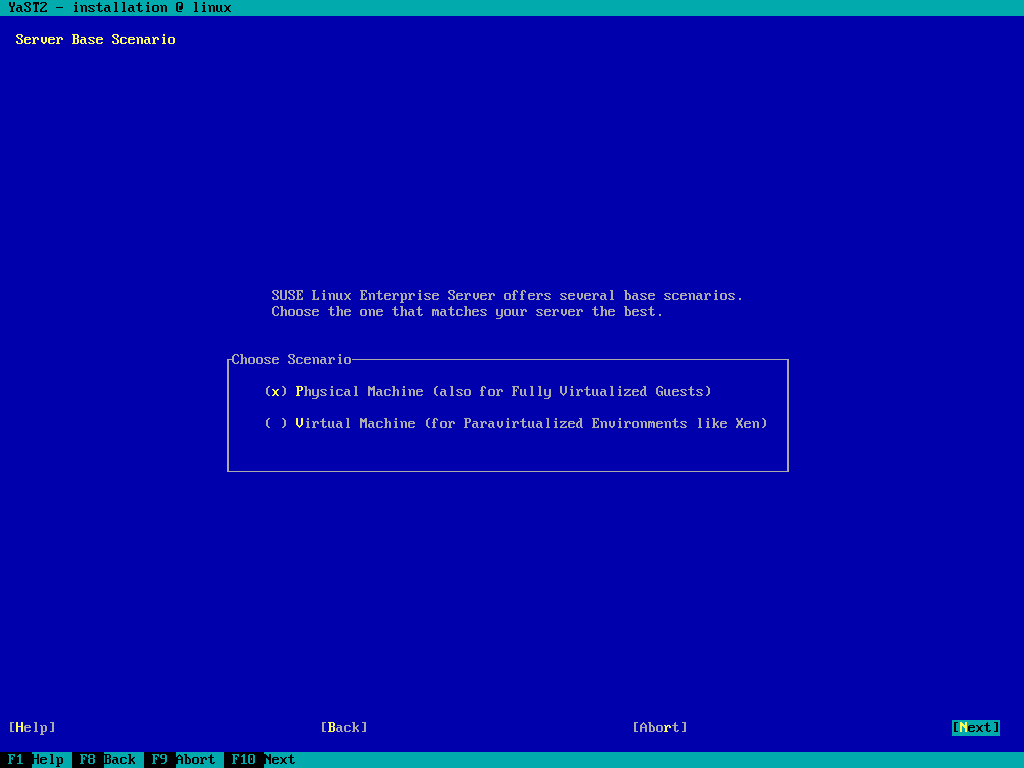 YaST2 - installation @ linux
Server Base Scenario
SUSE Linux Enterprise Server offers several base scenarios.
Choose the one that matches your server the best.
Choose Scenario
(x) Physical Machine (also for Fully Virtualized Guests)
( ) Virtual Machine (for Paravirtualized Environments like Xen)
[Help] [Back] [Abort] [Next]
F1 Help F8 Back F9 Abort F10 Next